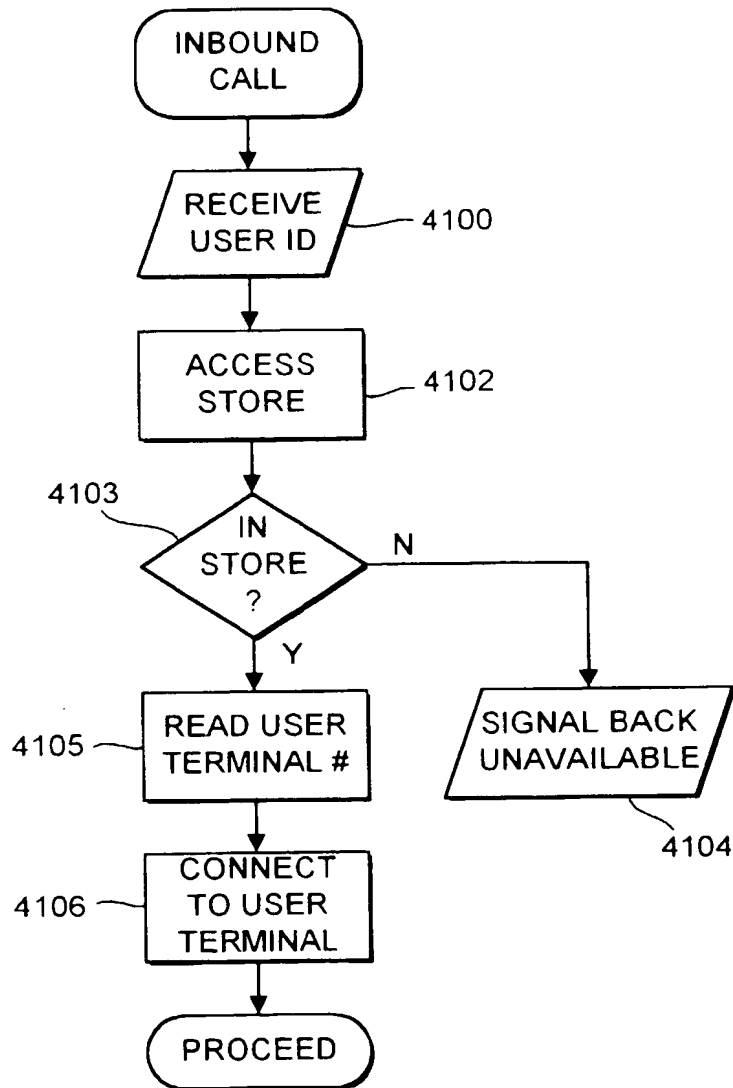 INBOUND
CALL
RECEIVE
USER ID
4100
ACCESS
STORE
4102
4103
IN
STORE
?
N
Y
READ USER
TERMINAL #
4105
SIGNAL BACK
UNAVAILABLE
4104
CONNECT
TO USER
TERMINAL
4106
PROCEED